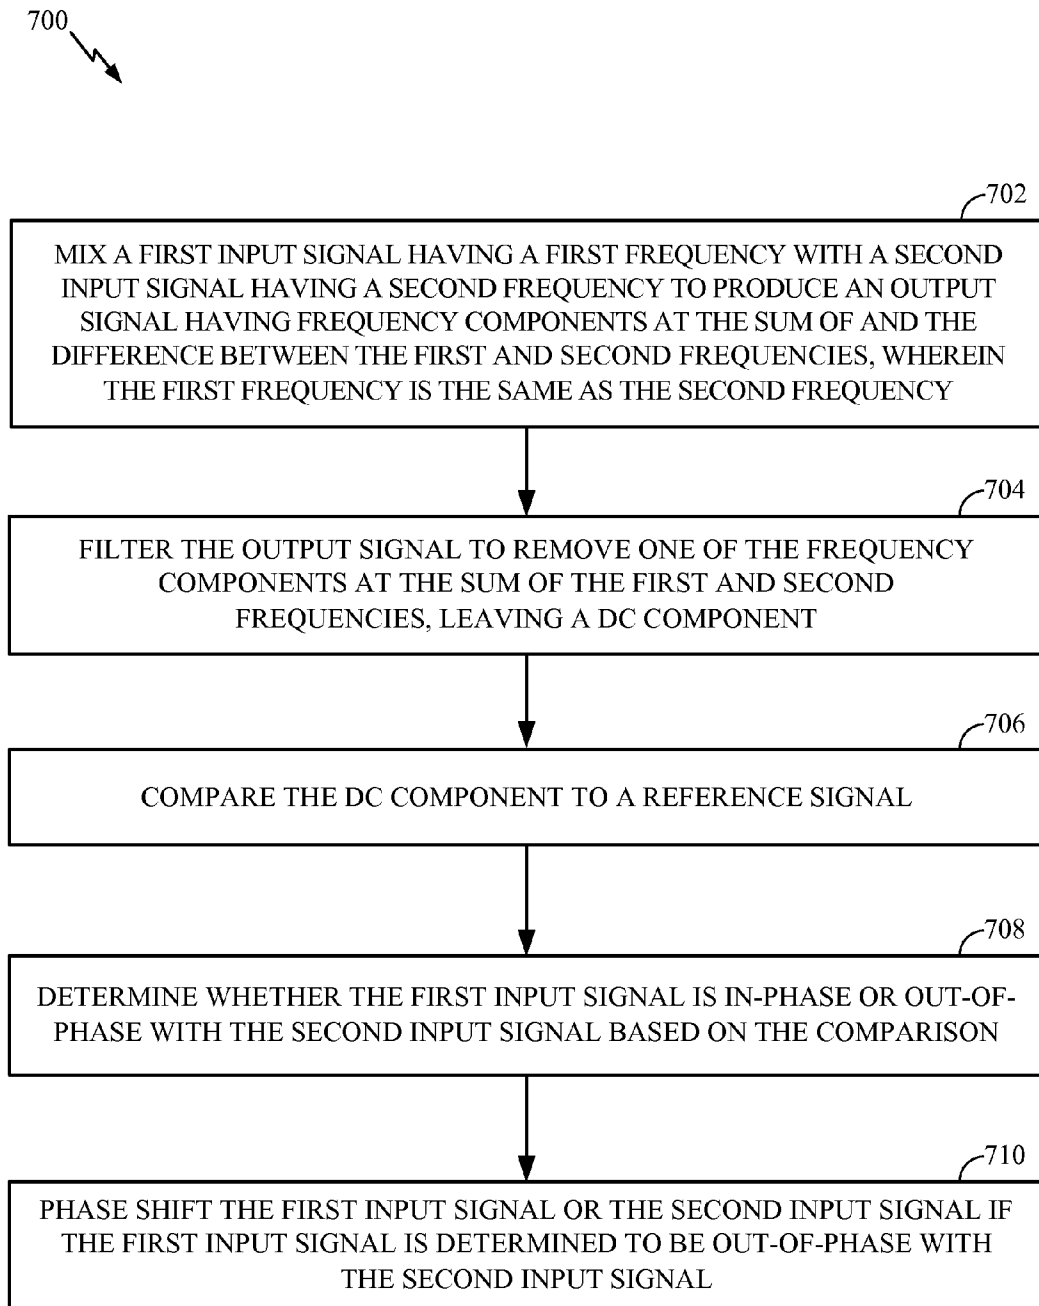 700
702
MIX A FIRST INPUT SIGNAL HAVING A FIRST FREQUENCY WITH A SECOND
INPUT SIGNAL HAVING A SECOND FREQUENCY TO PRODUCE AN OUTPUT
SIGNAL HAVING FREQUENCY COMPONENTS AT THE SUM OF AND THE
DIFFERENCE BETWEEN THE FIRST AND SECOND FREQUENCIES, WHEREIN
THE FIRST FREQUENCY IS THE SAME AS THE SECOND FREQUENCY
704
FILTER THE OUTPUT SIGNAL TO REMOVE ONE OF THE FREQUENCY
COMPONENTS AT THE SUM OF THE FIRST AND SECOND
FREQUENCIES, LEAVING A DC COMPONENT
706
COMPARE THE DC COMPONENT TO A REFERENCE SIGNAL
708
DETERMINE WHETHER THE FIRST INPUT SIGNAL IS IN-PHASE OR OUT-OF-
PHASE WITH THE SECOND INPUT SIGNAL BASED ON THE COMPARISON
710
PHASE SHIFT THE FIRST INPUT SIGNAL OR THE SECOND INPUT SIGNAL IF
THE FIRST INPUT SIGNAL IS DETERMINED TO BE OUT-OF-PHASE WITH
THE SECOND INPUT SIGNAL